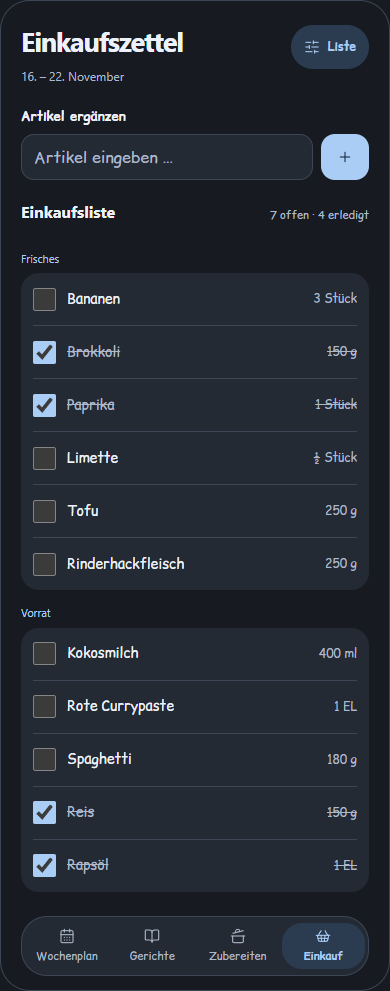 Einkaufszettel
Liste
16. – 22. November
Artikel ergänzen
Artikel eingeben ...
+
Einkaufsliste
7 offen · 4 erledigt
Frisches
Bananen 3 Stück
Brokkoli 150 g
Paprika 1 Stück
Limette ½ Stück
Tofu 250 g
Rinderhackfleisch 250 g
Vorrat
Kokosmilch 400 ml
Rote Currypaste 1 EL
Spaghetti 180 g
Reis 150 g
Rapsöl 1 EL
Wochenplan Gerichte Zubereiten Einkauf